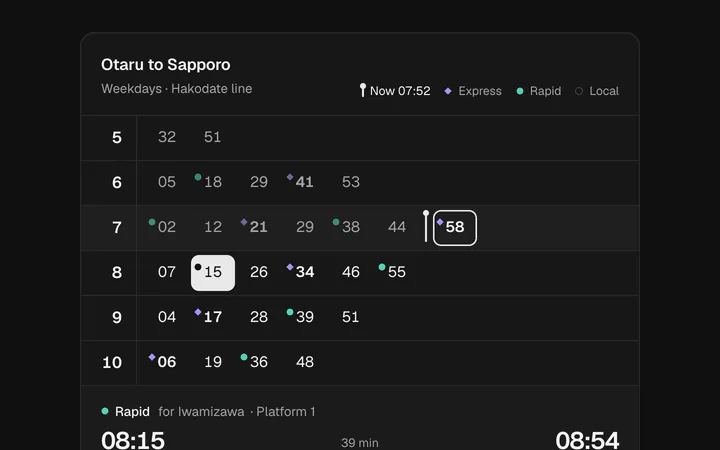 Otaru to Sapporo
Weekdays · Hakodate line
Now 07:52 Express Rapid Local
5 32 51
6 05 18 29 41 53
7 02 12 21 29 38 44 58
8 07 15 26 34 46 55
9 04 17 28 39 51
10 06 19 36 48
Rapid for Iwamizawa · Platform 1
08:15 39 min 08:54